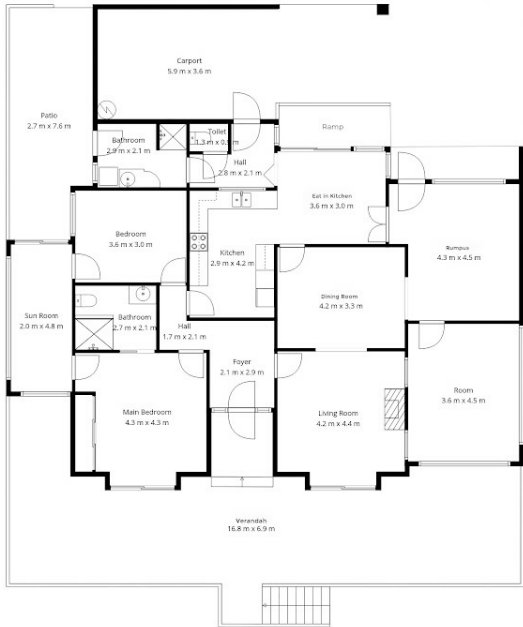 Carport
5.9 m x 3.6 m
Patio
2.7 m x 7.6 m
Toilet
Ramp
Bathroom
2.9 m x 2.1 m
Hall
2.8 m x 2.1 m
Eat in Kitchen
3.6 m x 3.0 m
Bedroom
3.6 m x 3.0 m
Kitchen
2.9 m x 4.2 m
Rumpus
4.3 m x 4.5 m
Dining Room
4.2 m x 3.3 m
Sun Room
2.0 m x 4.8 m
Bathroom
2.7 m x 2.1 m
Hall
1.7 m x 2.1 m
Foyer
2.1 m x 2.9 m
Main Bedroom
4.3 m x 4.3 m
Living Room
4.2 m x 4.4 m
Room
3.6 m x 4.5 m
Verandah
16.8 m x 6.9 m